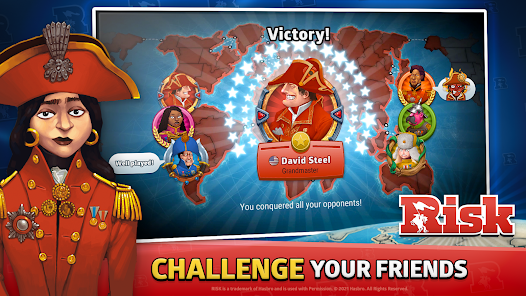 Victory!
Well played!
David Steel
Grandmaster
You conquered all your opponents!
Risk
CHALLENGE YOUR FRIENDS
RISK is a trademark of Hasbro and is used with Permission. © 2021 Hasbro. All Rights Reserved.